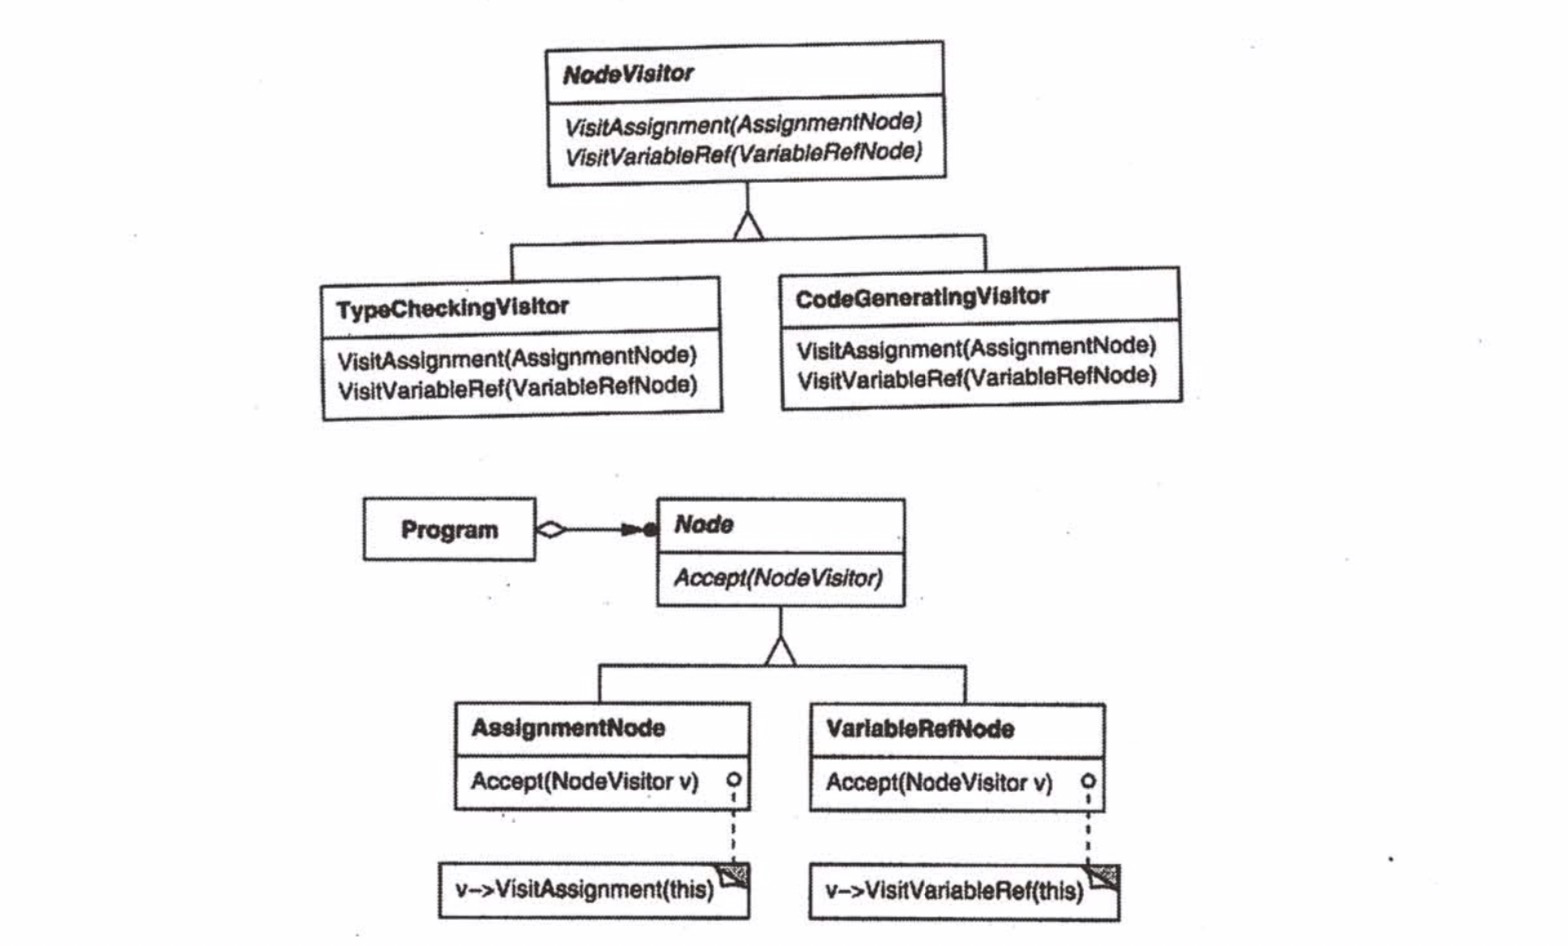 NodeVisitor
VisitAssignment(AssignmentNode)
VisitVariableRef(VariableRefNode)
TypeCheckingVisitor
VisitAssignment(AssignmentNode)
VisitVariableRef(VariableRefNode)
CodeGeneratingVisitor
VisitAssignment(AssignmentNode)
VisitVariableRef(VariableRefNode)
Program
Node
Accept(NodeVisitor)
AssignmentNode
Accept(NodeVisitor v)
v->VisitAssignment(this)
VariableRefNode
Accept(NodeVisitor v)
v->VisitVariableRef(this)